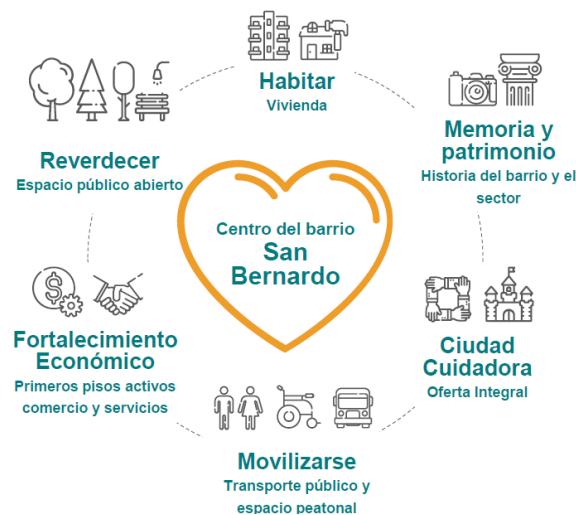 Habitar
Vivienda
Memoria y
patrimonio
Historia del barrio y el
sector
Reverdecer
Espacio público abierto
Centro del barrio
San
Bernardo
$
Fortalecimiento
Económico
Primeros pisos activos
comercio y servicios
Ciudad
Cuidadora
Oferta Integral
Movilizarse
Transporte público y
espacio peatonal